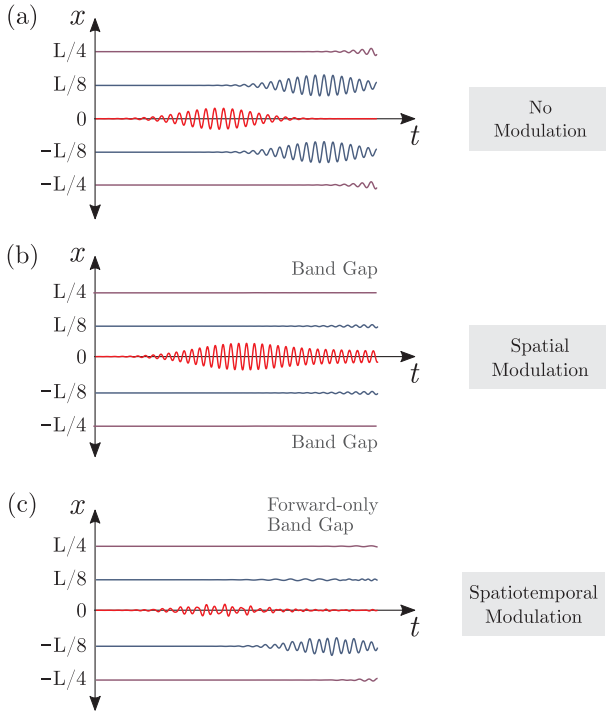 (a)
x
L/4
L/8
0
t
−L/8
−L/4
No
Modulation
(b)
x
Band Gap
L/4
L/8
0
t
−L/8
−L/4
Band Gap
Spatial
Modulation
(c)
x
Forward-only
Band Gap
L/4
L/8
0
t
−L/8
−L/4
Spatiotemporal
Modulation